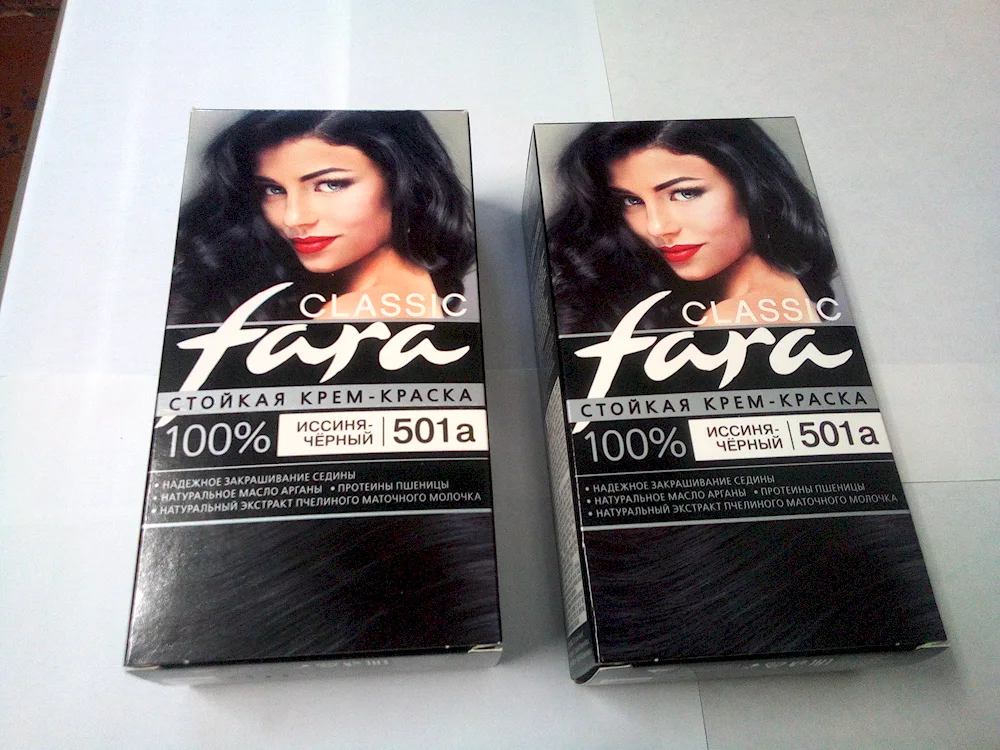 CLASSIC
fara
СТОЙКАЯ КРЕМ-КРАСКА
100%
ИССИНЯ-
ЧЁРНЫЙ
501а
• НАДЕЖНОЕ ЗАКРАШИВАНИЕ СЕДИНЫ
• НАТУРАЛЬНОЕ МАСЛО АРГАНЫ • ПРОТЕИНЫ ПШЕНИЦЫ
• НАТУРАЛЬНЫЙ ЭКСТРАКТ ПЧЕЛИНОГО МАТОЧНОГО МОЛОЧКА
CLASSIC
fara
СТОЙКАЯ КРЕМ-КРАСКА
100%
ИССИНЯ-
ЧЁРНЫЙ
501а
• НАДЕЖНОЕ ЗАКРАШИВАНИЕ СЕДИНЫ
• НАТУРАЛЬНОЕ МАСЛО АРГАНЫ • ПРОТЕИНЫ ПШЕНИЦЫ
• НАТУРАЛЬНЫЙ ЭКСТРАКТ ПЧЕЛИНОГО МАТОЧНОГО МОЛОЧКА